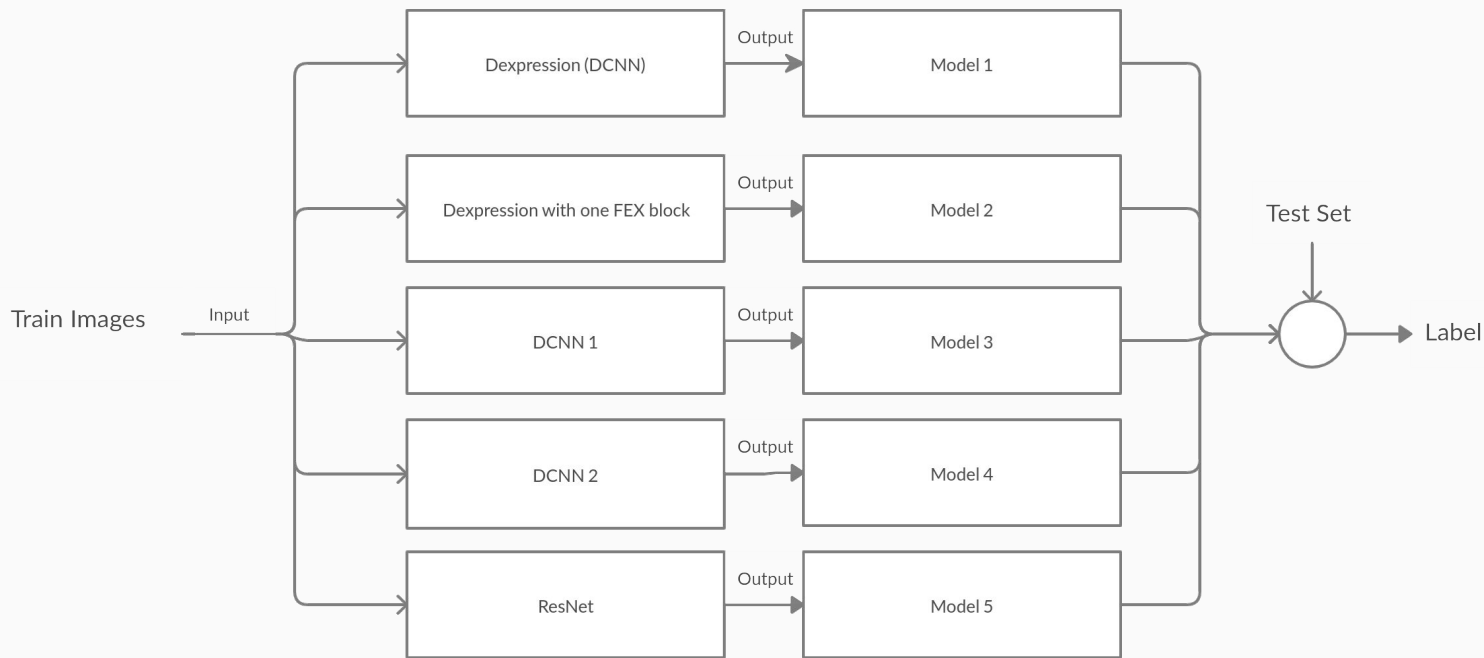 Train Images
Input
Dexpression (DCNN)
Output
Model 1
Dexpression with one FEX block
Output
Model 2
DCNN 1
Output
Model 3
DCNN 2
Output
Model 4
ResNet
Output
Model 5
Test Set
Label